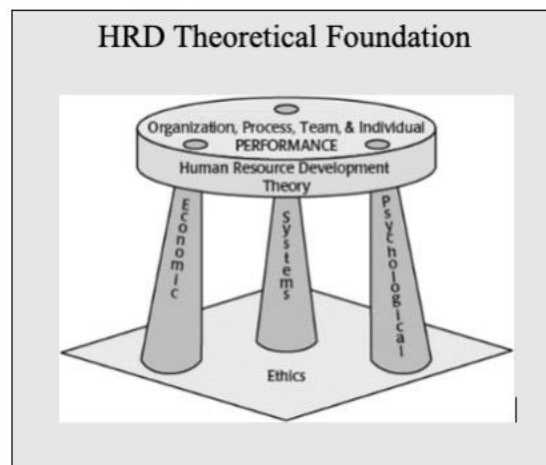 HRD Theoretical Foundation
Organization, Process, Team, & Individual
PERFORMANCE
Human Resource Development
Theory
Economic
Systems
Psychological
Ethics